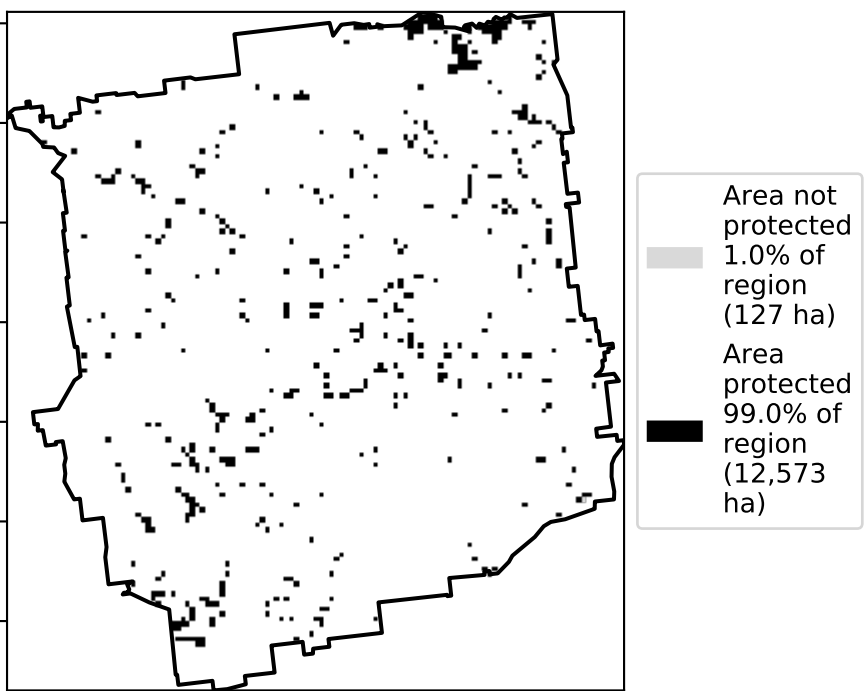 Area not
protected
1.0% of
region
(127 ha)
Area
protected
99.0% of
region
(12,573
ha)